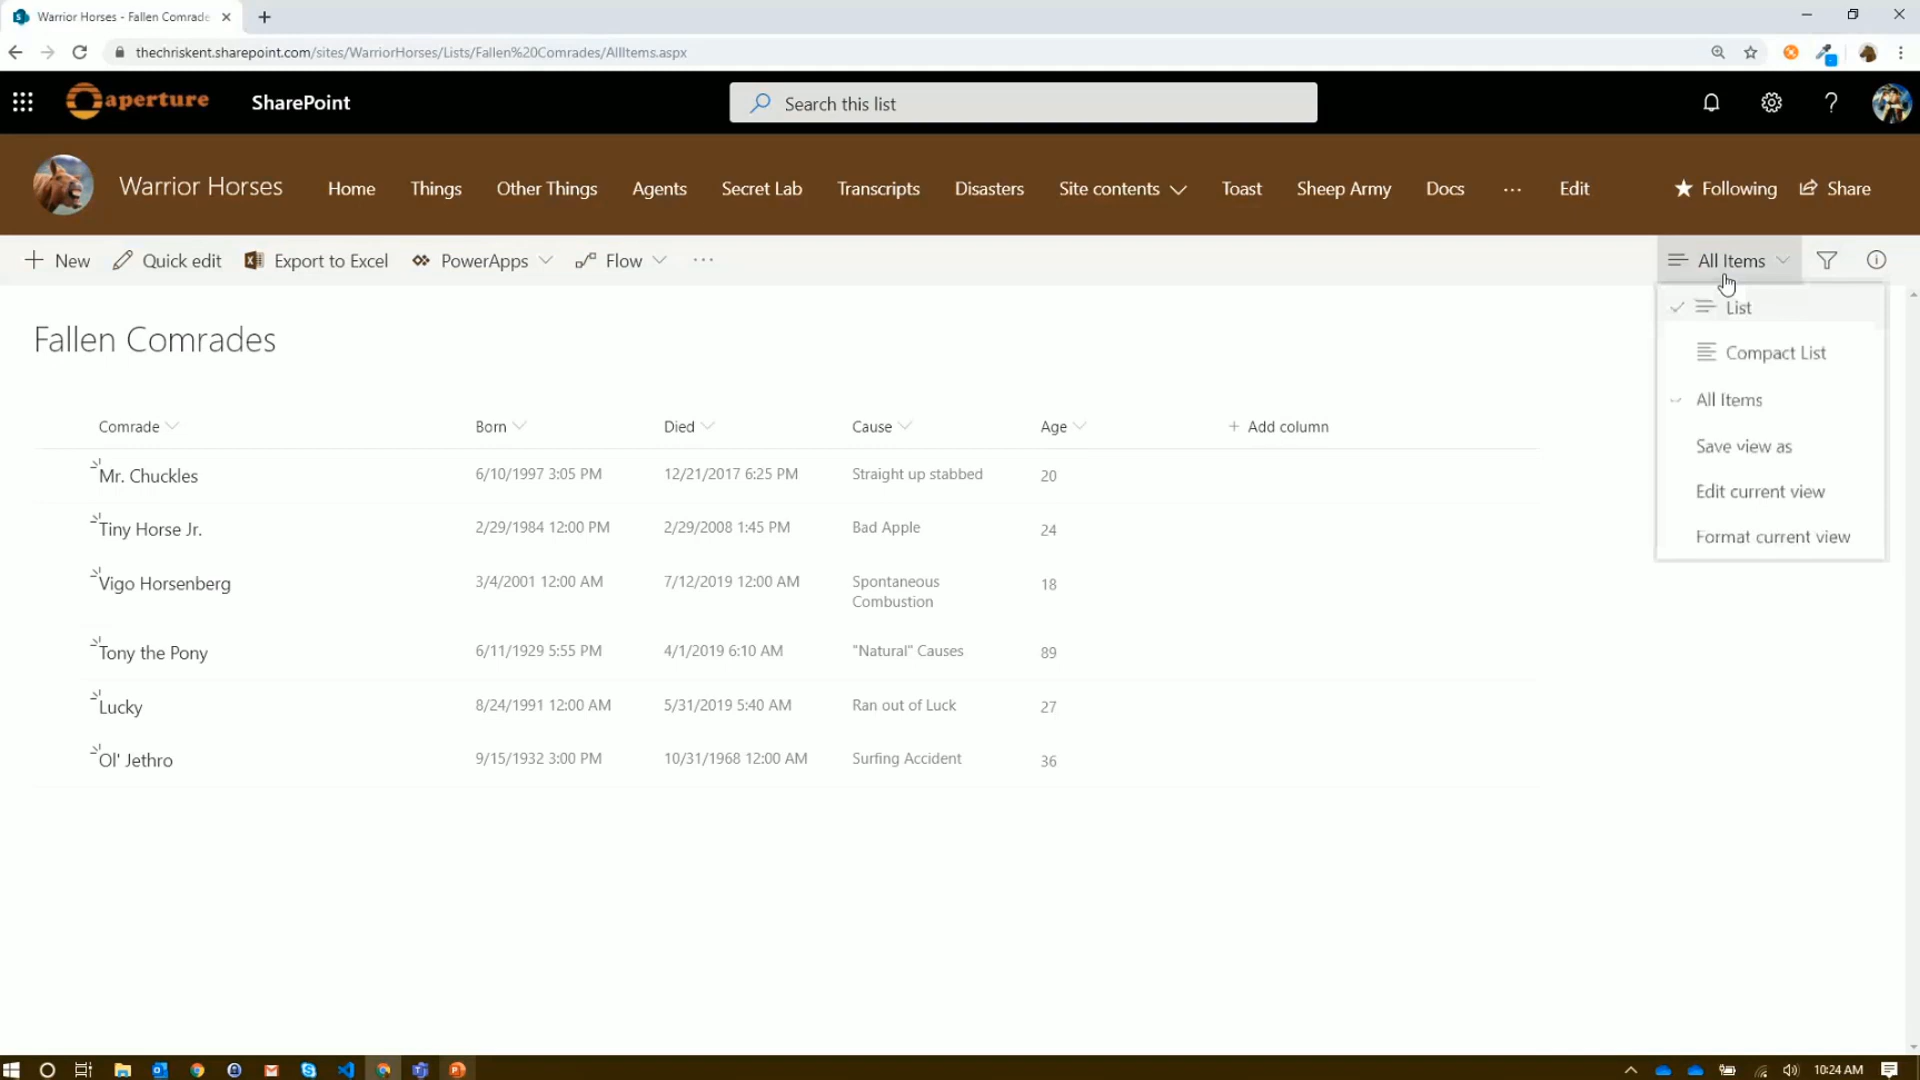 Warrior Horses - Fallen Comrade
thechriskent.sharepoint.com/sites/WarriorHorses/Lists/Fallen%20Comrades/AllItems.aspx
aperture SharePoint Search this list
Warrior Horses Home Things Other Things Agents Secret Lab Transcripts Disasters Site contents Toast Sheep Army Docs ... Edit Following Share
New Quick edit Export to Excel PowerApps Flow ... All Items
List
Fallen Comrades
Compact List
All Items
Save view as
Edit current view
Format current view
Comrade Born Died Cause Age + Add column
Mr. Chuckles 6/10/1997 3:05 PM 12/21/2017 6:25 PM Straight up stabbed 20
Tiny Horse Jr. 2/29/1984 12:00 PM 2/29/2008 1:45 PM Bad Apple 24
Vigo Horsenberg 3/4/2001 12:00 AM 7/12/2019 12:00 AM Spontaneous 18
Combustion
Tony the Pony 6/11/1929 5:55 PM 4/1/2019 6:10 AM "Natural" Causes 89
Lucky 8/24/1991 12:00 AM 5/31/2019 5:40 AM Ran out of Luck 27
Ol' Jethro 9/15/1932 3:00 PM 10/31/1968 12:00 AM Surfing Accident 36
10:24 AM